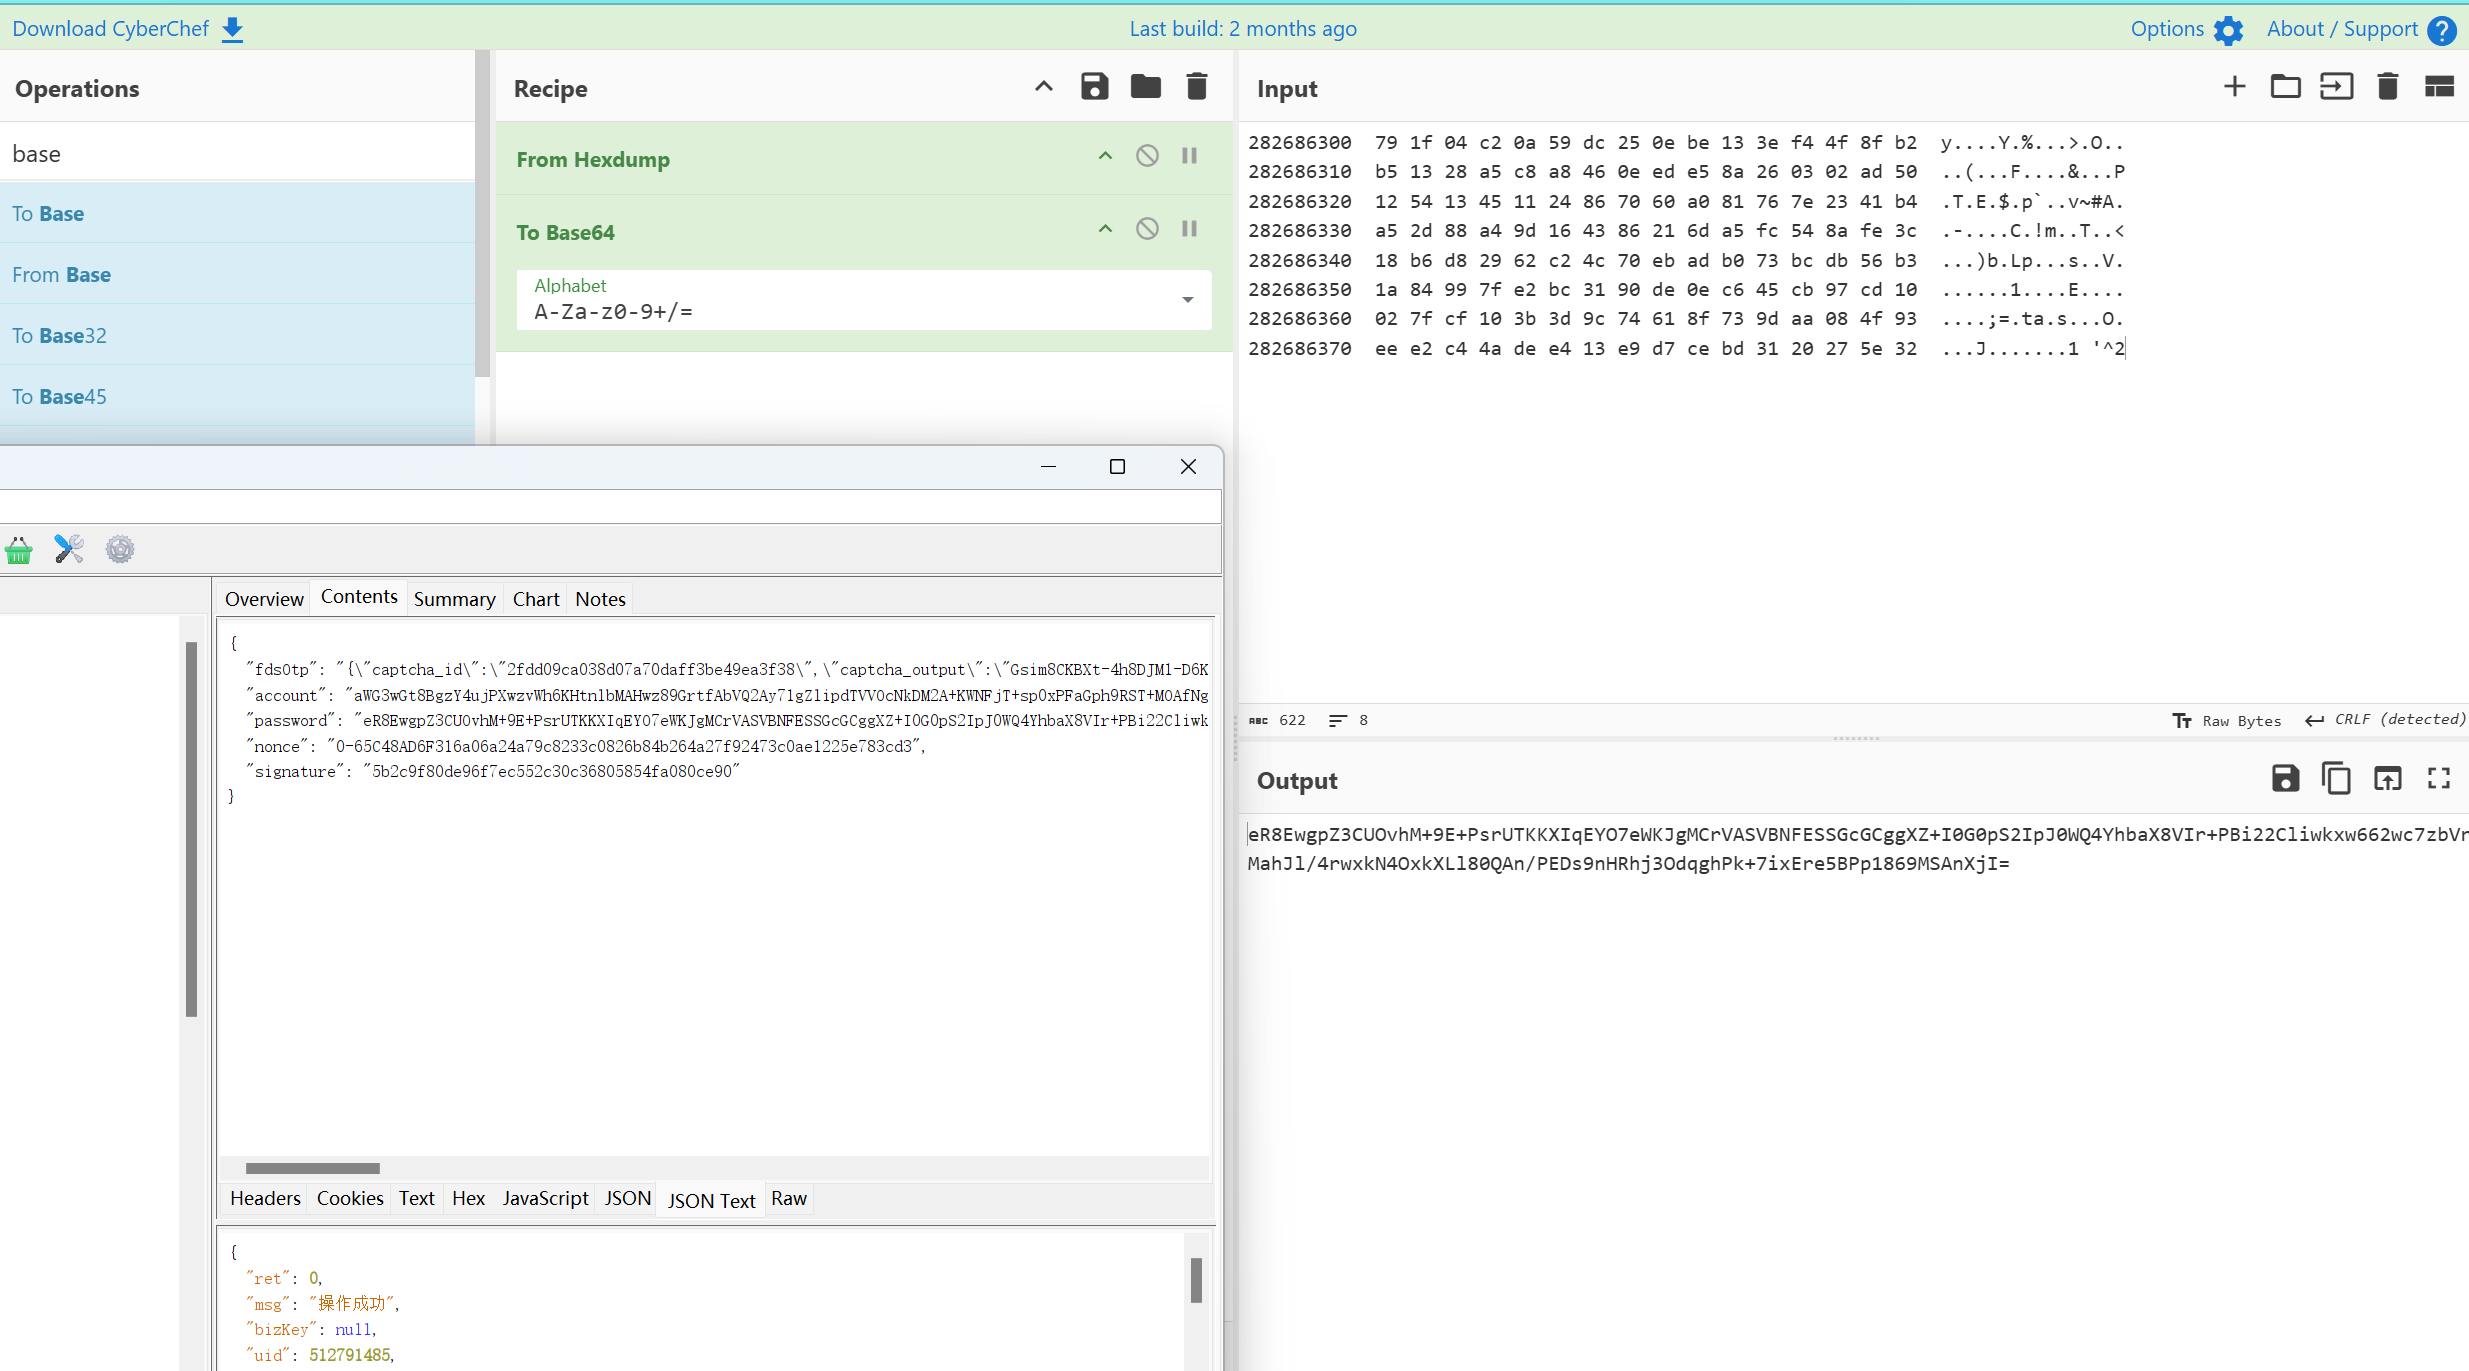 Download CyberChef
Last build: 2 months ago
Options
About / Support
Operations
base
To Base
From Base
To Base32
To Base45
Recipe
From Hexdump
To Base64
Alphabet
A-Za-z0-9+/=
Input
282686300  79 1f 04 c2 0a 59 dc 25 0e be 13 3e f4 4f 8f b2  y....Y.%...>.O..
282686310  b5 13 28 a5 c8 a8 46 0e ed e5 8a 26 03 02 ad 50  ..(...F....&...P
282686320  12 54 13 45 11 24 86 70 60 a0 81 76 7e 23 41 b4  .T.E.$.p`..v~#A.
282686330  a5 2d 88 a4 9d 16 43 86 21 6d a5 fc 54 8a fe 3c  .-....C.!m..T..<
282686340  18 b6 d8 29 62 c2 4c 70 eb ad b0 73 bc db 56 b3  ...)b.Lp...s..V.
282686350  1a 84 99 7f e2 bc 31 90 de 0e c6 45 cb 97 cd 10  ......1....E....
282686360  02 7f cf 10 3b 3d 9c 74 61 8f 73 9d aa 08 4f 93  ....;=.ta.s...O.
282686370  ee e2 c4 4a de e4 13 e9 d7 ce bd 31 20 27 5e 32  ...J.......1 '^2
ABC 622 8
Raw Bytes
CRLF (detected)
Output
eR8EwgpZ3CUOvhM+9E+PsrUTKKXIqEYO7eWKJgMCrVASVBNFESSGcGCggXZ+I0G0pS2IpJ0WQ4YhbaX8VIr+PBi22Cliwkxw662wc7zbVr
MahJl/4rwxkN4OxkXLl80QAn/PEDs9nHRhj3OdqghPk+7ixEre5BPp1869MSAnXjI=
Overview
Contents
Summary
Chart
Notes
{
"fds0tp": "{\"captcha_id\":\"2fdd09ca038d07a70daff3be49ea3f38\",\"captcha_output\":\"Gsim8CKBXt-4h8DJM1-D6K
"account": "aWG3wGt8BgzY4ujPXwzvWh6KHtnlbMAHwz89GrtfAbVQ2Ay71gZlipdTVV0cNkDM2A+KWNFjT+sp0xPFaGph9RST+MOAfNg
"password": "eR8EwgpZ3CUOvhM+9E+PsrUTKKXIqEYO7eWKJgMCrVASVBNFESSGcGCggXZ+I0G0pS2IpJ0WQ4YhbaX8VIr+PBi22Cliwk
"nonce": "0-65C48AD6F316a06a24a79c8233c0826b84b264a27f92473c0ae1225e783cd3",
"signature": "5b2c9f80de96f7ec552c30c36805854fa080ce90"
}
Headers
Cookies
Text
Hex
JavaScript
JSON
JSON Text
Raw
{
"ret": 0,
"msg": "操作成功",
"bizKey": null,
"uid": 512791485,